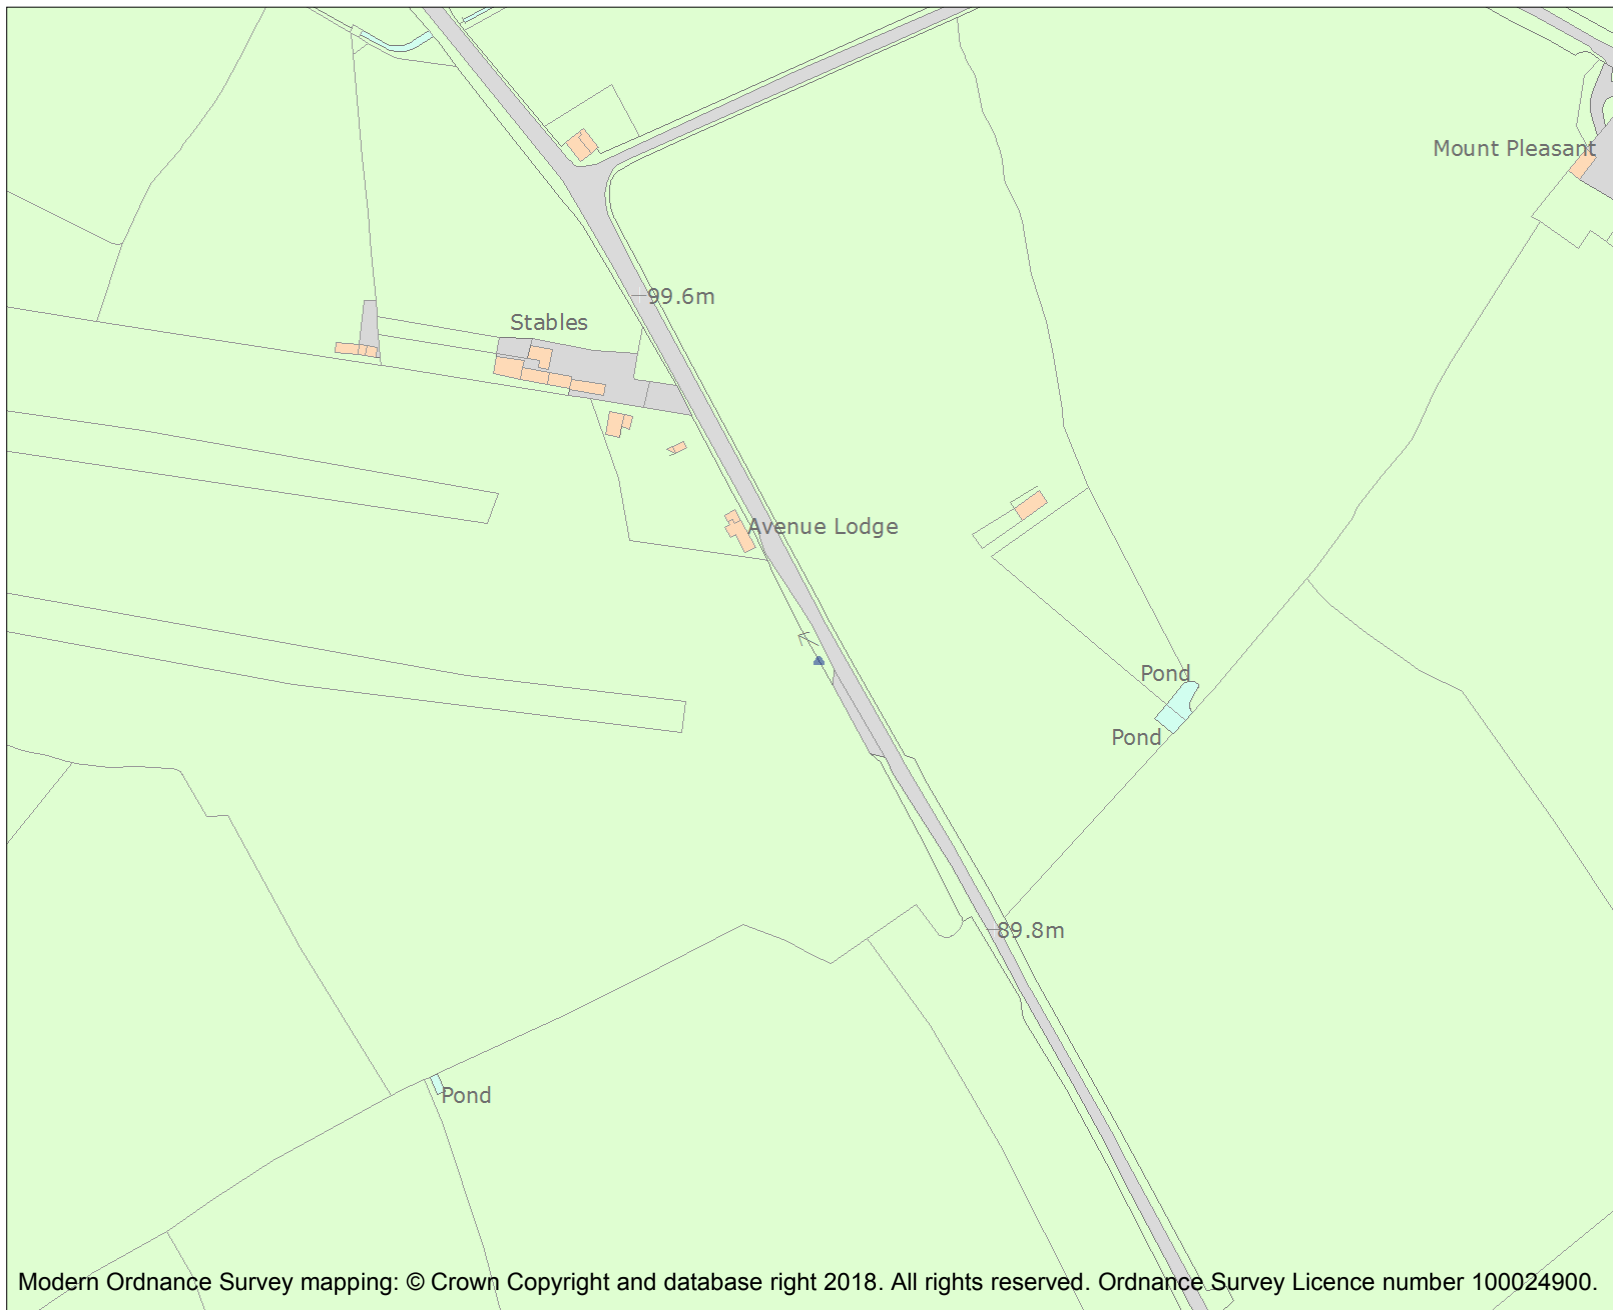 Mount Pleasant
99.6m
Stables
Avenue Lodge
Pond
Pond
89.8m
Pond
Modern Ordnance Survey mapping: © Crown Copyright and database right 2018. All rights reserved. Ordnance Survey Licence number 100024900.